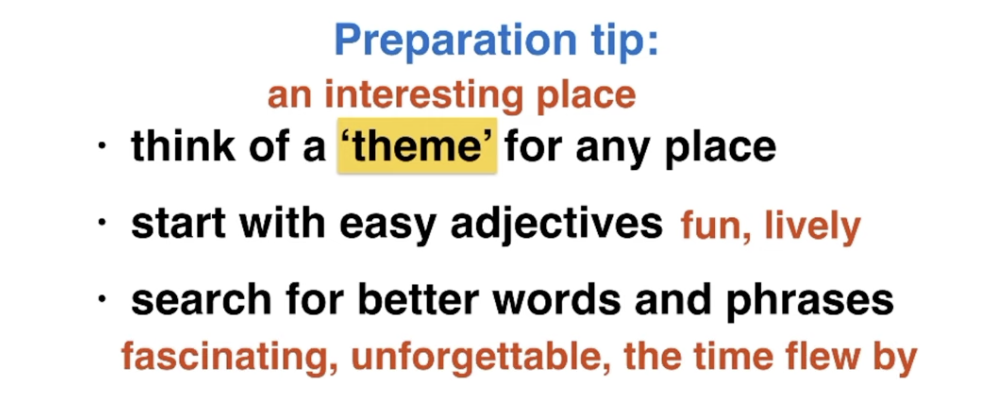 Preparation tip:
an interesting place
· think of a ‘theme’ for any place
· start with easy adjectives fun, lively
· search for better words and phrases
fascinating, unforgettable, the time flew by